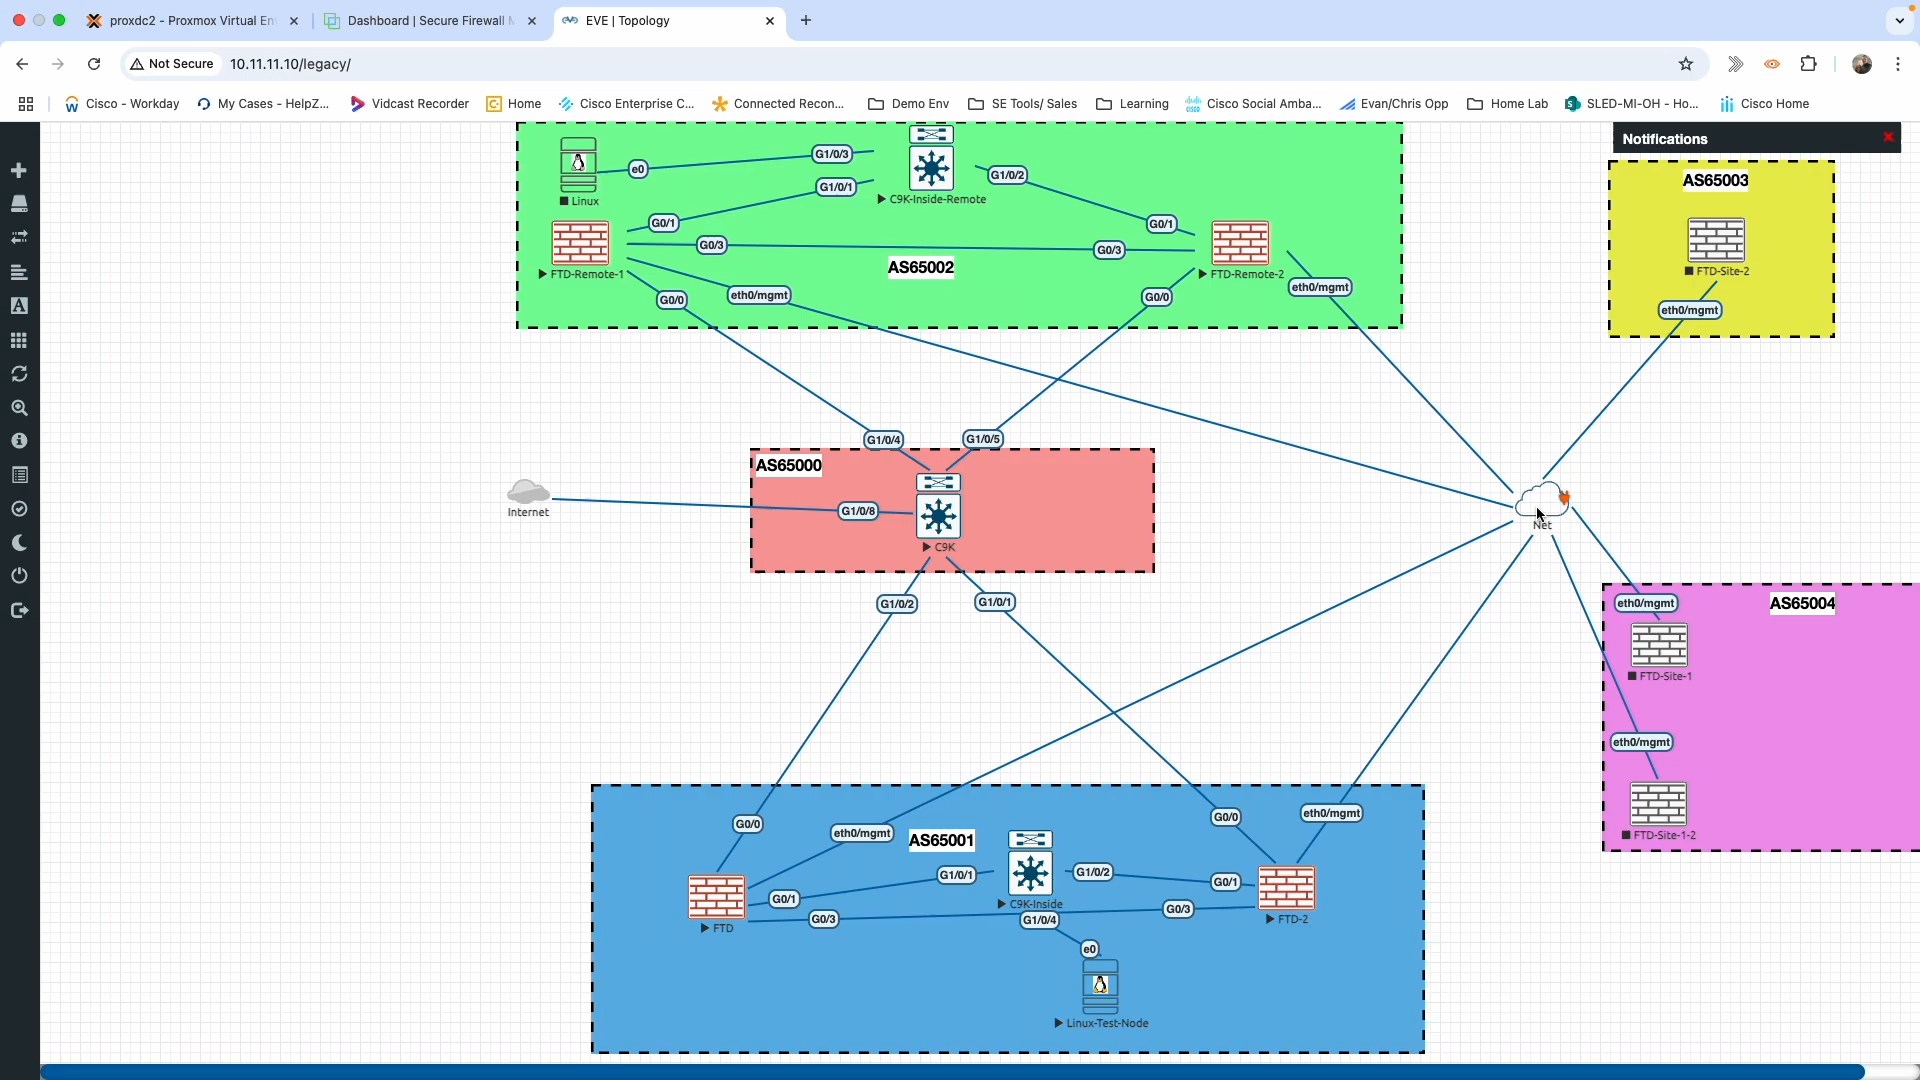 proxdc2 - Proxmox Virtual En
Dashboard | Secure Firewall M
EVE | Topology
Not Secure
10.11.11.10/legacy/
Cisco - Workday
My Cases - HelpZ...
Vidcast Recorder
Home
Cisco Enterprise C...
Connected Recon...
Demo Env
SE Tools/ Sales
Learning
Cisco Social Amba...
Evan/Chris Opp
Home Lab
SLED-MI-OH - Ho...
Cisco Home
Notifications
Linux
e0
G1/0/3
G1/0/1
C9K-Inside-Remote
G1/0/2
G0/1
G0/1
G0/3
G0/3
FTD-Remote-1
AS65002
FTD-Remote-2
G0/0
eth0/mgmt
G0/0
eth0/mgmt
AS65003
FTD-Site-2
eth0/mgmt
G1/0/4
G1/0/5
AS65000
Internet
G1/0/8
C9K
Net
G1/0/2
G1/0/1
eth0/mgmt
AS65004
FTD-Site-1
eth0/mgmt
FTD-Site-1-2
G0/0
eth0/mgmt
AS65001
G0/0
eth0/mgmt
G1/0/1
G1/0/2
G0/1
G0/1
C9K-Inside
G0/3
G1/0/4
G0/3
FTD
FTD-2
e0
Linux-Test-Node